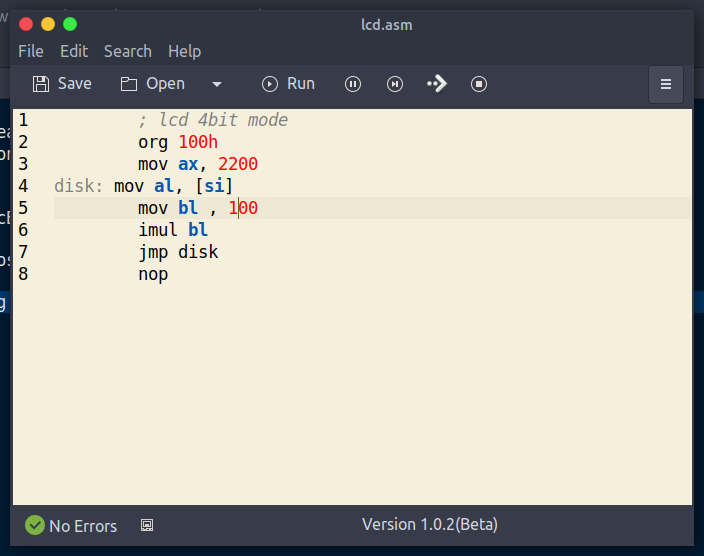 lcd.asm
File Edit Search Help
Save Open Run
1 ; lcd 4bit mode
2 org 100h
3 mov ax, 2200
4 disk: mov al, [si]
5 mov bl , 100
6 imul bl
7 jmp disk
8 nop
No Errors Version 1.0.2(Beta)